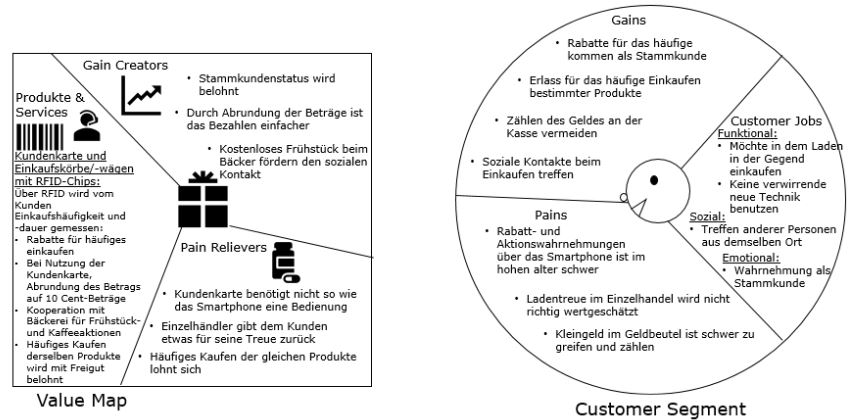 Gain Creators
• Stammkundenstatus wird
belohnt
• Durch Abrundung der Beträge ist
das Bezahlen einfacher
• Kostenloses Frühstück beim
Bäcker fördern den sozialen
Kontakt
Produkte &
Services
Kundenkarte und
Einkaufskörbe/-wägen
mit RFID-Chips:
Über RFID wird vom
Kunden
Einkaufshäufigkeit und
-dauer gemessen:
• Rabatte für häufiges
einkaufen
• Bei Nutzung der
Kundenkarte,
Abrundung des Betrags
auf 10 Cent-Beträge
• Kooperation mit
Bäckerei für Frühstück-
und Kaffeeaktionen
• Häufiges Kaufen
derselben Produkte
wird mit Freigut
belohnt
Pain Relievers
• Kundenkarte benötigt nicht so wie
das Smartphone eine Bedienung
• Einzelhändler gibt dem Kunden
etwas für seine Treue zurück
• Häufiges Kaufen der gleichen Produkte
lohnt sich
Value Map
Gains
• Rabatte für das häufige
kommen als Stammkunde
• Erlass für das häufige Einkaufen
bestimmter Produkte
• Zählen des Geldes an der
Kasse vermeiden
• Soziale Kontakte beim
Einkaufen treffen
Customer Jobs
Funktional:
• Möchte in dem Laden
in der Gegend
einkaufen
• Keine verwirrende
neue Technik
benutzen
Sozial:
• Treffen anderer Personen
aus demselben Ort
Emotional:
• Wahrnehmung als
Stammkunde
Pains
• Rabatt- und
Aktionswahrnehmungen
über das Smartphone ist im
hohen alter schwer
• Ladentreue im Einzelhandel wird nicht
richtig wertgeschätzt
• Kleingeld im Geldbeutel ist schwer zu
greifen und zählen
Customer Segment